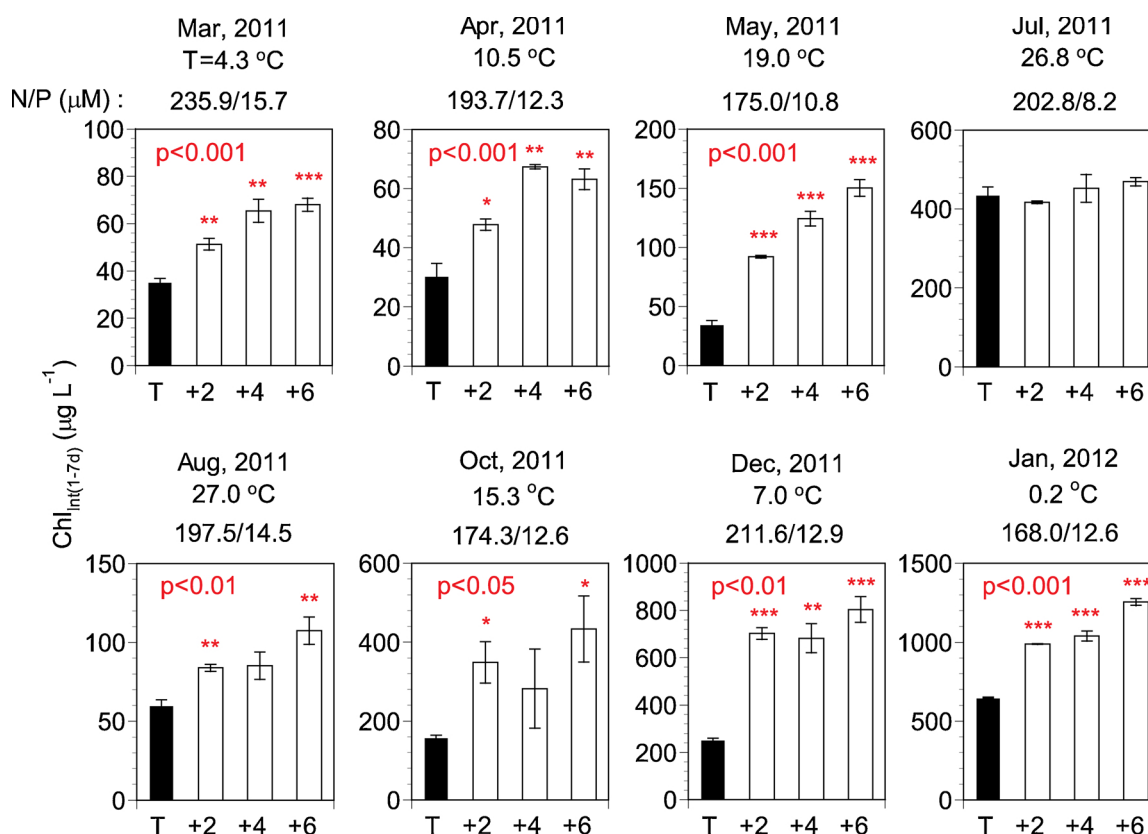 Mar, 2011
T=4.3 °C
Apr, 2011
10.5 °C
May, 2011
19.0 °C
Jul, 2011
26.8 °C
N/P (μM) :
235.9/15.7
193.7/12.3
175.0/10.8
202.8/8.2
100
80
60
40
20
0
p<0.001
**
**
***
T +2 +4 +6
80
60
40
20
0
p<0.001
*
**
**
T +2 +4 +6
200
150
100
50
0
p<0.001
***
***
***
T +2 +4 +6
600
400
200
0
T +2 +4 +6
Chl Int(1-7d) (μg L⁻¹)
Aug, 2011
27.0 °C
197.5/14.5
Oct, 2011
15.3 °C
174.3/12.6
Dec, 2011
7.0 °C
211.6/12.9
Jan, 2012
0.2 °C
168.0/12.6
150
100
50
0
p<0.01
**
**
T +2 +4 +6
600
400
200
0
p<0.05
*
*
T +2 +4 +6
1000
800
600
400
200
0
p<0.01
***
**
***
T +2 +4 +6
1500
1000
500
0
p<0.001
***
***
***
T +2 +4 +6